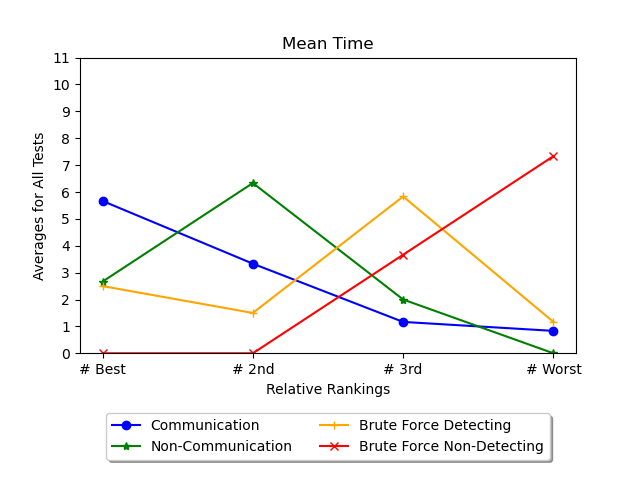 Mean Time
11
10
9
8
7
6
5
4
3
2
1
0
Averages for All Tests
# Best
# 2nd
# 3rd
# Worst
Relative Rankings
Communication
Non-Communication
Brute Force Detecting
Brute Force Non-Detecting